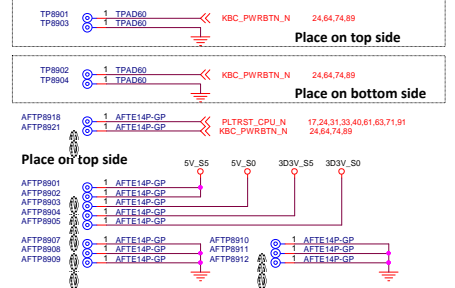 TP8901 1 TPAD60 KBC_PWRBTN_N 24,64,74,89
TP8903 1 TPAD60
Place on top side
TP8902 1 TPAD60 KBC_PWRBTN_N 24,64,74,89
TP8904 1 TPAD60
Place on bottom side
AFTP8918 1 AFTE14P-GP PLTRST_CPU_N 17,24,31,33,40,61,63,71,91
AFTP8921 1 AFTE14P-GP KBC_PWRBTN_N 24,64,74,89
Place on top side
5V_S5 5V_S0 3D3V_S5 3D3V_S0
AFTP8901 1 AFTE14P-GP
AFTP8902 1 AFTE14P-GP
AFTP8903 1 AFTE14P-GP
AFTP8904 1 AFTE14P-GP
AFTP8905 1 AFTE14P-GP
AFTP8907 1 AFTE14P-GP AFTP8910 1 AFTE14P-GP
AFTP8908 1 AFTE14P-GP AFTP8911 1 AFTE14P-GP
AFTP8909 1 AFTE14P-GP AFTP8912 1 AFTE14P-GP